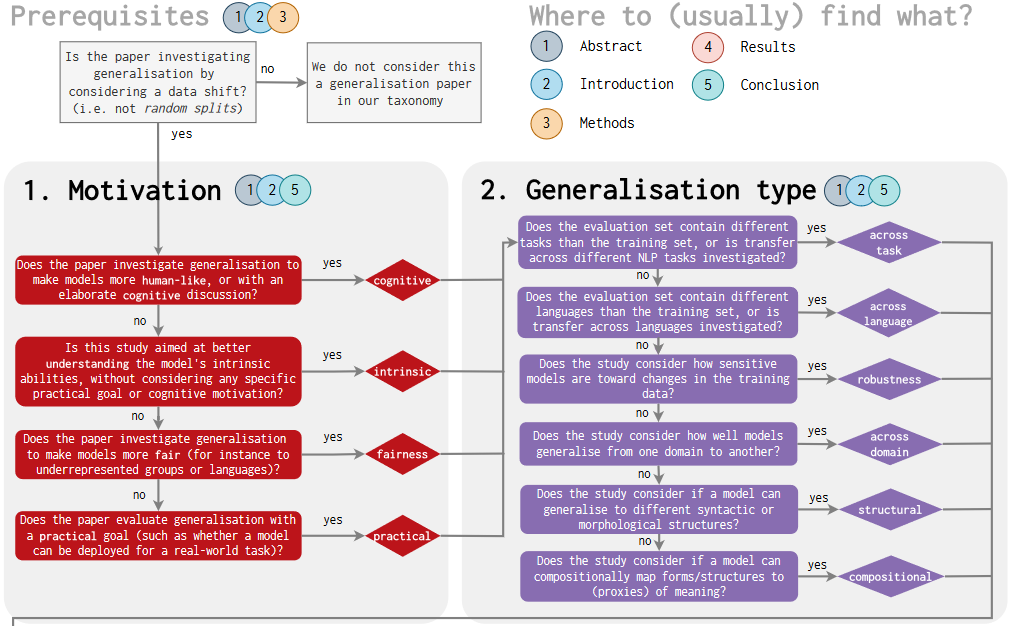 Prerequisites 1 2 3
Is the paper investigating
generalisation by
considering a data shift?
(i.e. not random splits)
no
We do not consider this
a generalisation paper
in our taxonomy
yes
Where to (usually) find what?
1 Abstract
4 Results
2 Introduction
5 Conclusion
3 Methods
1. Motivation 1 2 5
Does the paper investigate generalisation to
make models more human-like, or with an
elaborate cognitive discussion?
yes
cognitive
no
Is this study aimed at better
understanding the model's intrinsic
abilities, without considering any specific
practical goal or cognitive motivation?
yes
intrinsic
no
Does the paper investigate generalisation
to make models more fair (for instance to
underrepresented groups or languages)?
yes
fairness
no
Does the paper evaluate generalisation with
a practical goal (such as whether a model
can be deployed for a real-world task)?
yes
practical
2. Generalisation type 1 2 5
Does the evaluation set contain different
tasks than the training set, or is transfer
across different NLP tasks investigated?
yes
across
task
no
Does the evaluation set contain different
languages than the training set, or is
transfer across languages investigated?
yes
across
language
no
Does the study consider how sensitive
models are toward changes in the training
data?
yes
robustness
no
Does the study consider how well models
generalise from one domain to another?
yes
across
domain
no
Does the study consider if a model can
generalise to different syntactic or
morphological structures?
yes
structural
no
Does the study consider if a model can
compositionally map forms/structures to
(proxies) of meaning?
yes
compositional